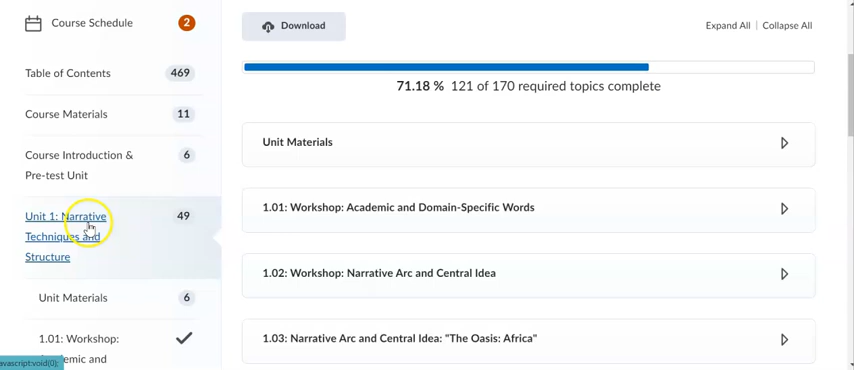 Course Schedule
2
Table of Contents
469
Course Materials
11
Course Introduction &
Pre-test Unit
6
Unit 1: Narrative
Techniques and
Structure
49
Unit Materials
6
1.01: Workshop:
emic and
avascript:void(0);
Download
Expand All | Collapse All
71.18 % 121 of 170 required topics complete
Unit Materials
1.01: Workshop: Academic and Domain-Specific Words
1.02: Workshop: Narrative Arc and Central Idea
1.03: Narrative Arc and Central Idea: "The Oasis: Africa"